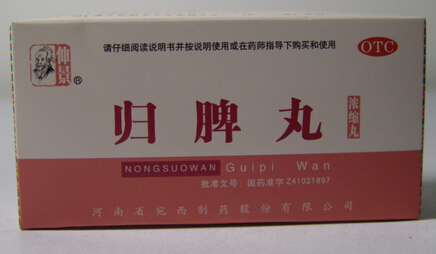 请仔细阅读说明书并按说明使用或在药师指导下购买和使用
OTC
仲景®
归脾丸
浓缩丸
NONGSUOWAN Guipi Wan
批准文号：国药准字Z41021897
河南省宛西制药股份有限公司